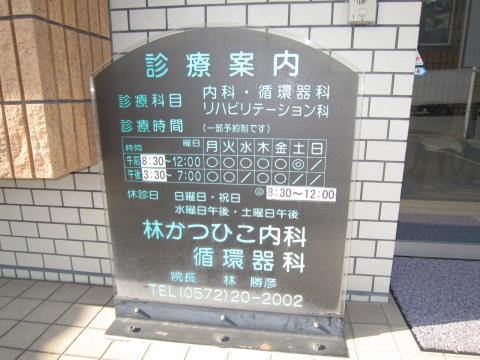 診療案内
診療科目 内科・循環器科
リハビリテーション科
診療時間 (一部予約制です)
時間 曜日 月火水木金土日
午前 8:30~12:00 ○○○○○◎/
午後 3:30~7:00 ○○/○○//
休診日 日曜日・祝日 ◎8:30~12:00
水曜日午後・土曜日午後
林かつひこ内科
循環器科
院長 林 勝彦
TEL(0572)20-2002